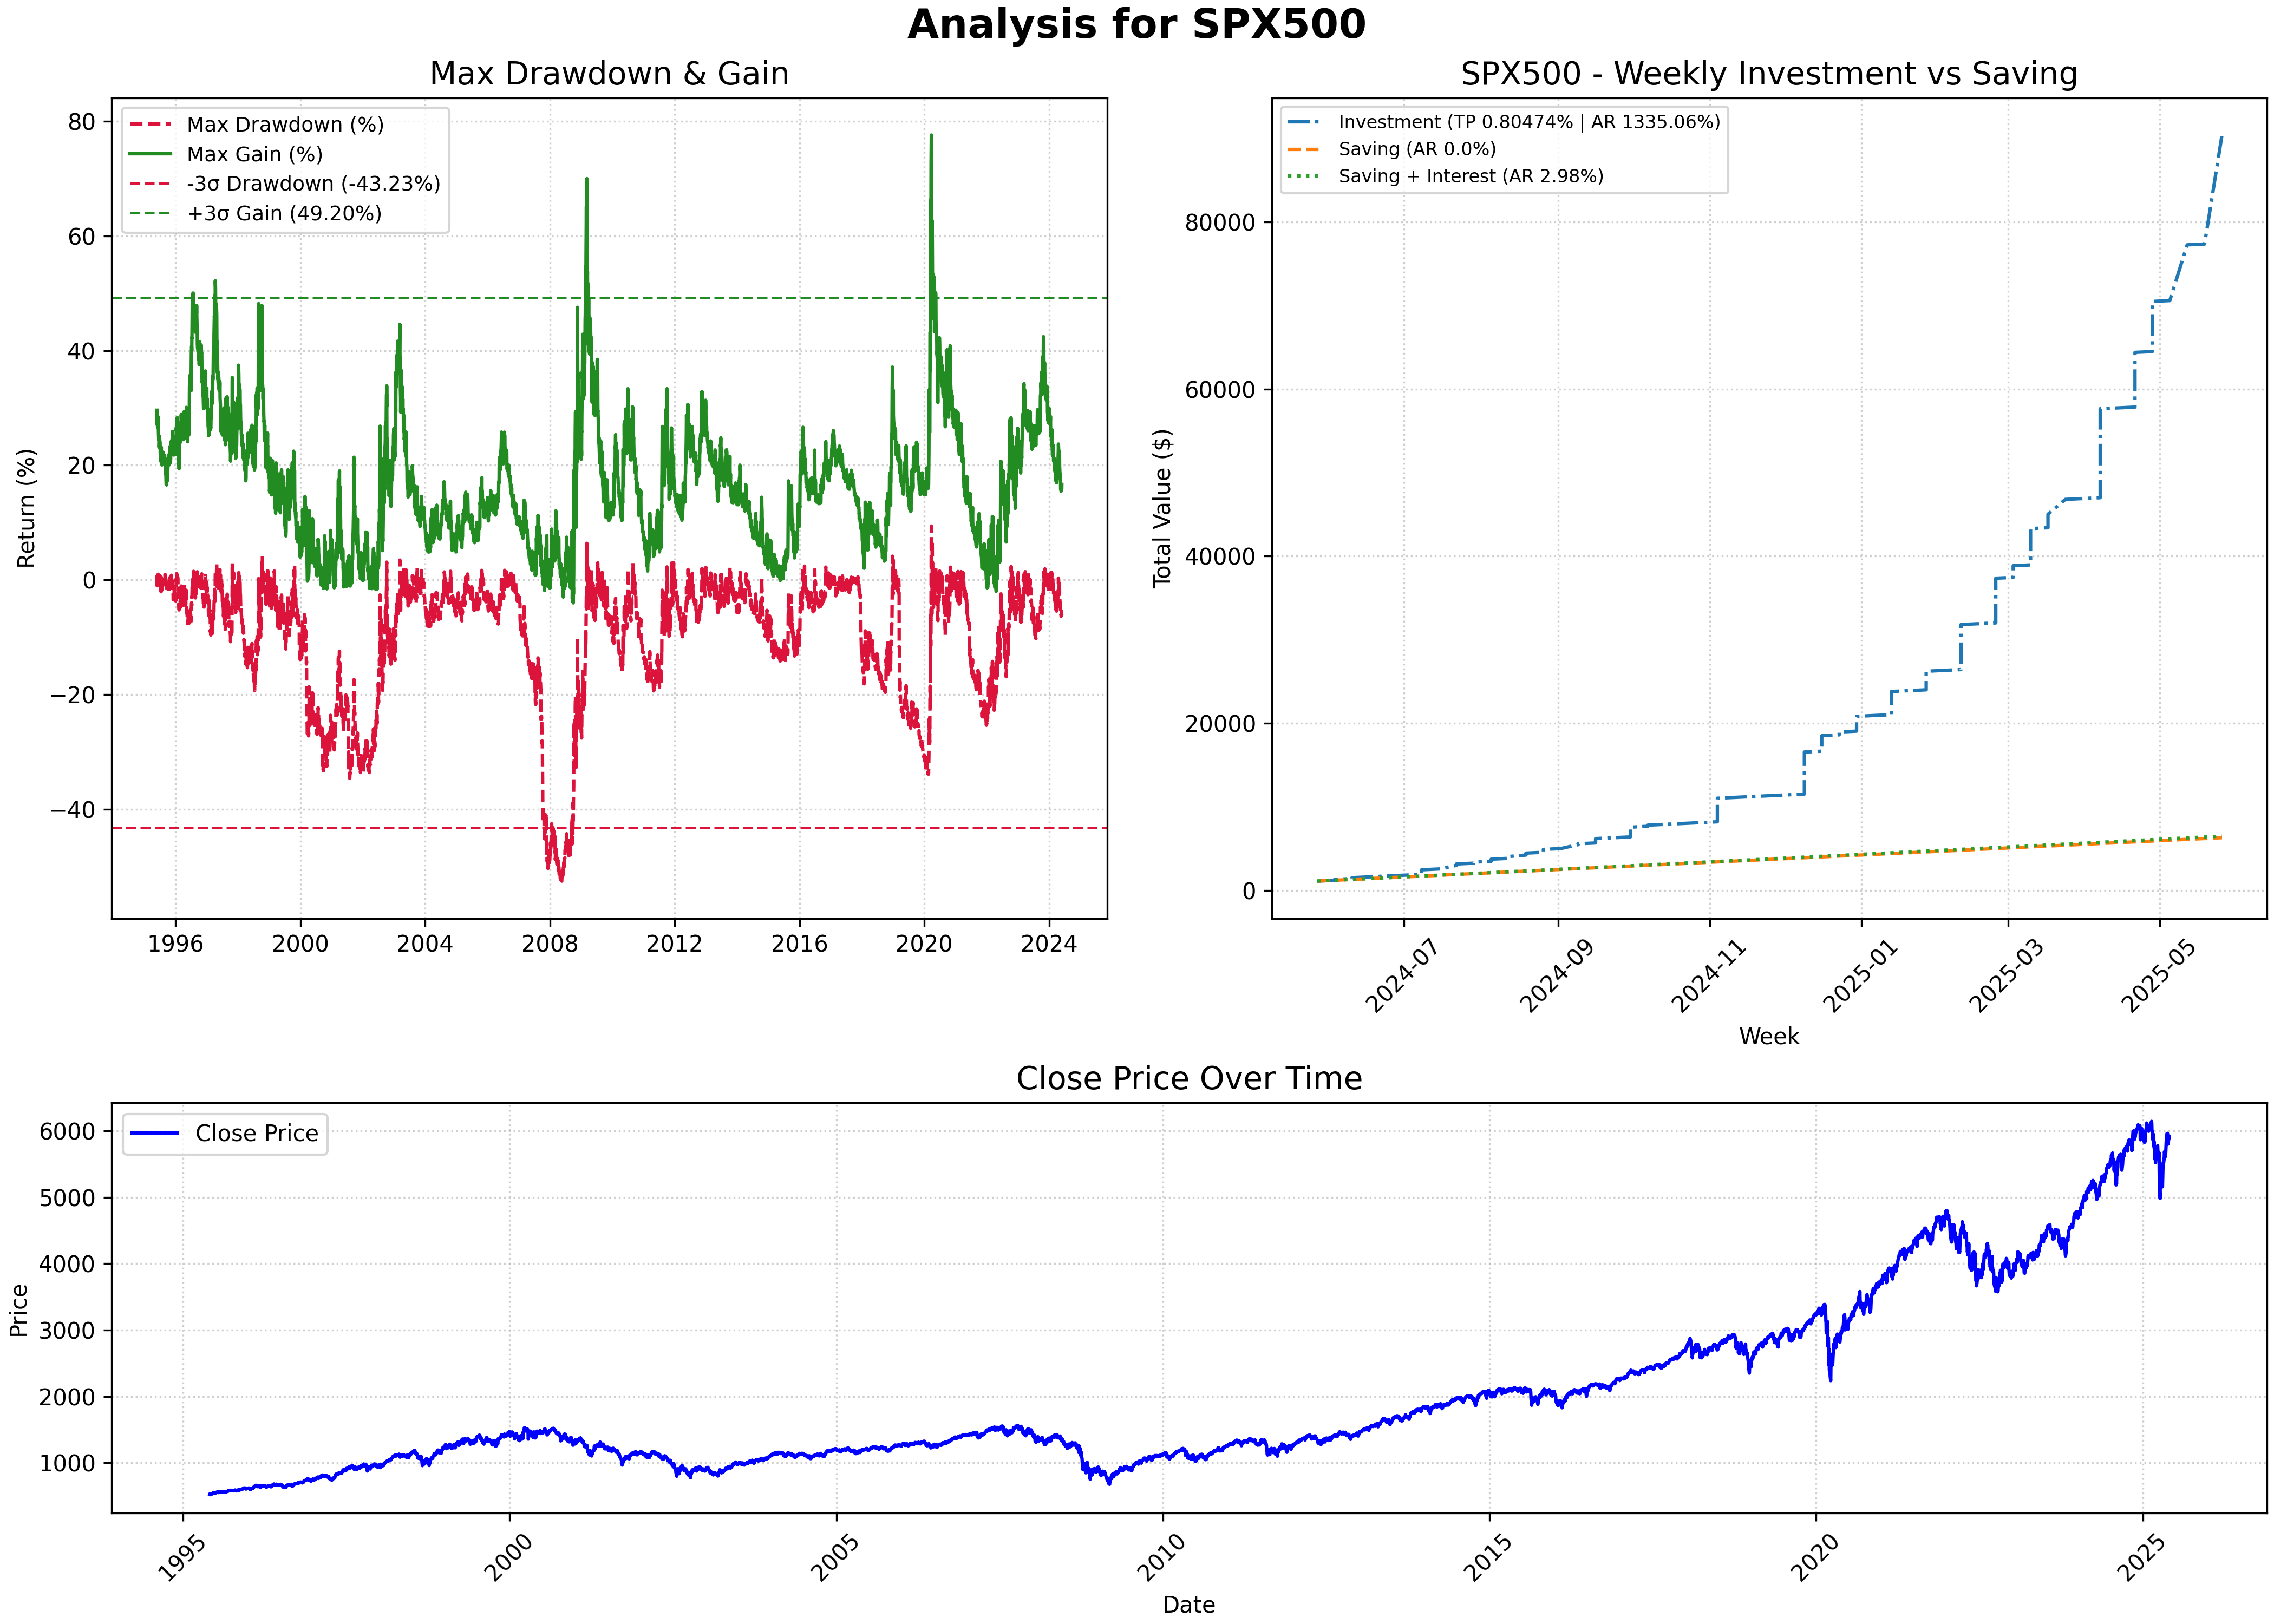 Analysis for SPX500
Max Drawdown & Gain
Max Drawdown (%)
Max Gain (%)
-3σ Drawdown (-43.23%)
+3σ Gain (49.20%)
Return (%)
80
60
40
20
0
−20
−40
1996
2000
2004
2008
2012
2016
2020
2024
SPX500 - Weekly Investment vs Saving
Investment (TP 0.80474% | AR 1335.06%)
Saving (AR 0.0%)
Saving + Interest (AR 2.98%)
Total Value ($)
80000
60000
40000
20000
0
2024-07
2024-09
2024-11
2025-01
2025-03
2025-05
Week
Close Price Over Time
Close Price
Price
6000
5000
4000
3000
2000
1000
1995
2000
2005
2010
2015
2020
2025
Date